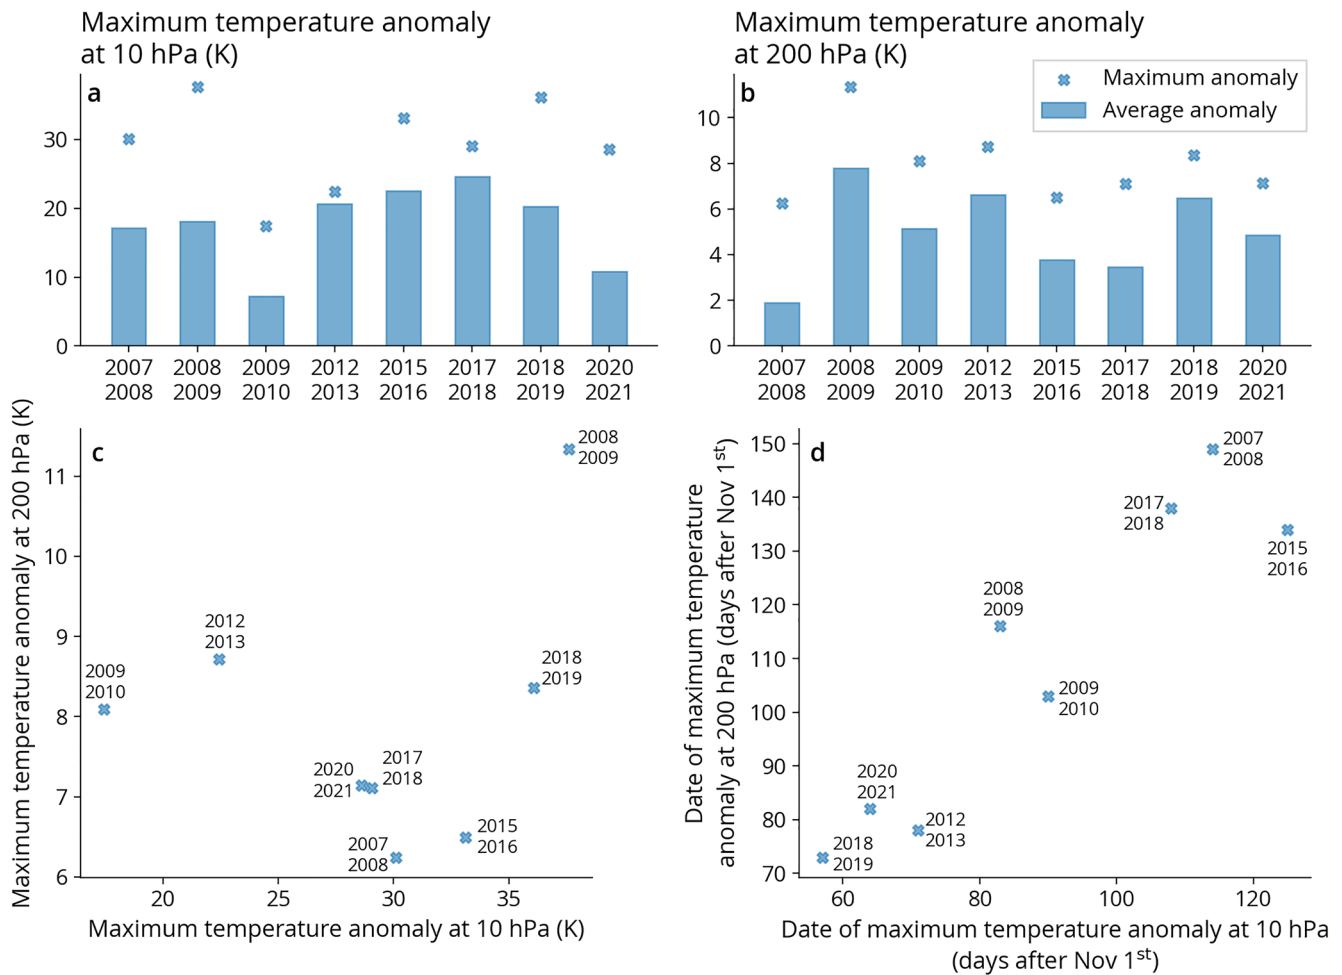 Maximum temperature anomaly
at 10 hPa (K)
a
30
20
10
0
2007 2008 2009 2012 2015 2017 2018 2020
2008 2009 2010 2013 2016 2018 2019 2021
Maximum temperature anomaly
at 200 hPa (K)
b
Maximum anomaly
Average anomaly
10
8
6
4
2
0
2007 2008 2009 2012 2015 2017 2018 2020
2008 2009 2010 2013 2016 2018 2019 2021
Maximum temperature anomaly at 200 hPa (K)
c
11
10
9
8
7
6
2008
2009
2012
2013
2009
2010
2018
2019
2017
2018
2020
2021
2015
2016
2007
2008
20 25 30 35
Maximum temperature anomaly at 10 hPa (K)
Date of maximum temperature
anomaly at 200 hPa (days after Nov 1st)
d
150
140
130
120
110
100
90
80
70
2007
2008
2017
2018
2015
2016
2008
2009
2009
2010
2020
2021
2012
2013
2018
2019
60 80 100 120
Date of maximum temperature anomaly at 10 hPa
(days after Nov 1st)